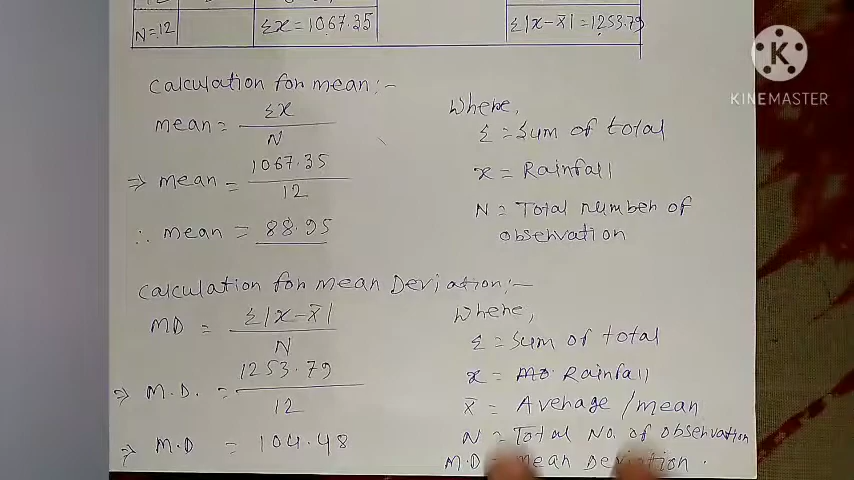 N=12 Σx=1067.35 Σ|x-x̄|=1253.79
K
KINEMASTER
Calculation for mean:-
mean = Σx
N
⇒ mean = 1067.35
12
∴ mean = 88.95
Where,
Σ = Sum of total
x = Rainfall
N = Total number of
observation
Calculation for mean Deviation:-
MD = Σ|x-x̄|
N
⇒ M.D. = 1253.79
12
⇒ M.D = 104.48
Where,
Σ = Sum of total
x = Rainfall
x̄ = Average/mean
N = Total No. of observation
M.D = mean Deviation.